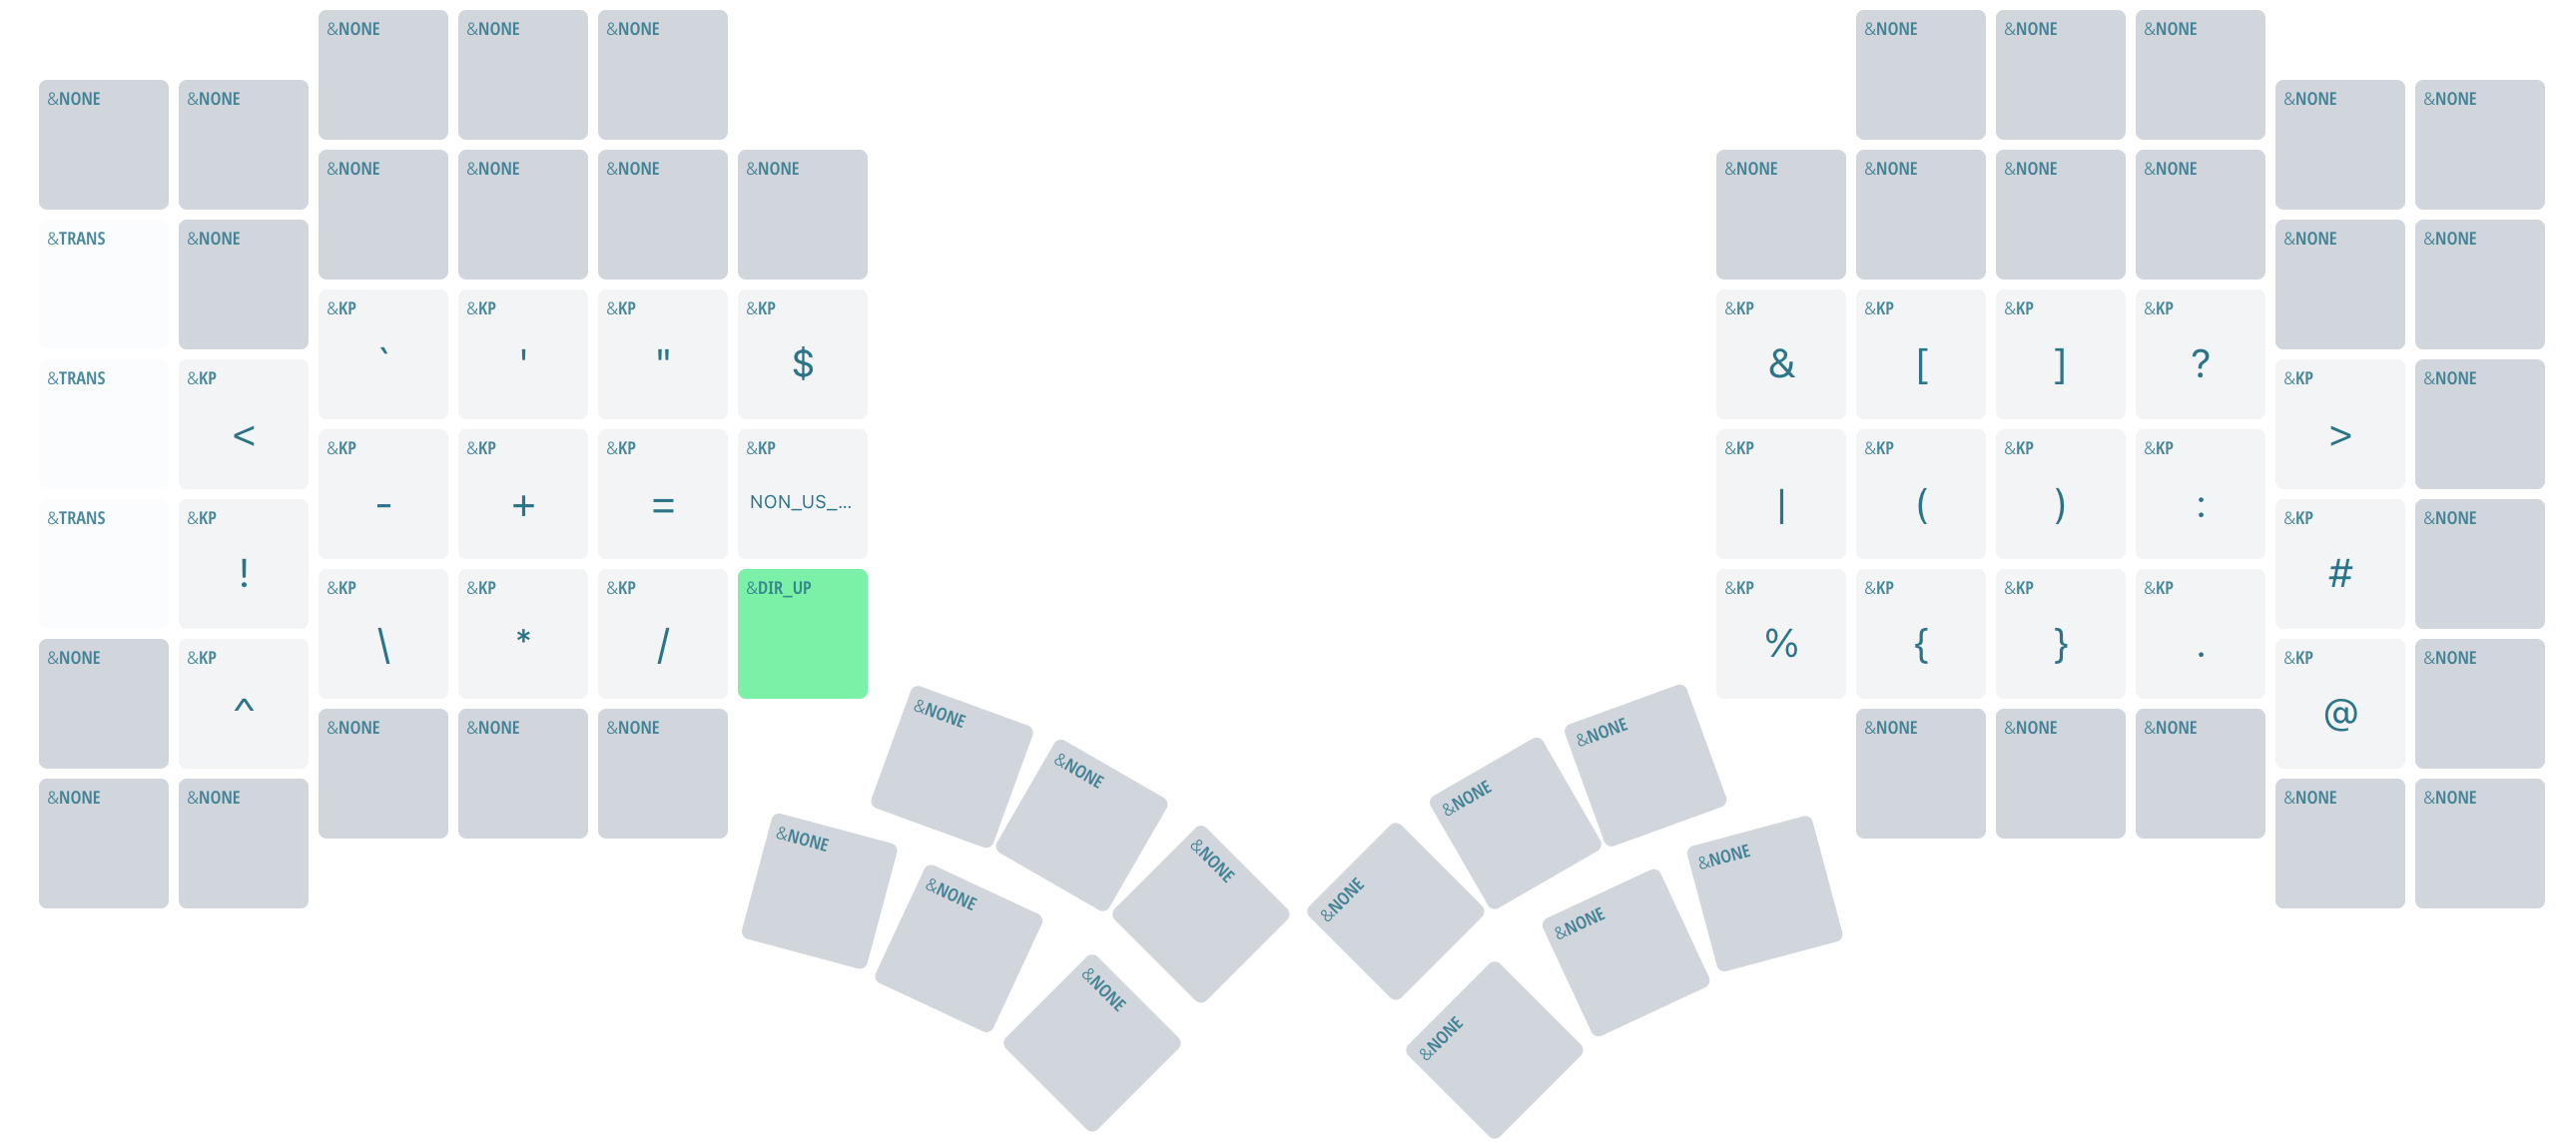 &NONE &NONE &NONE &NONE &NONE &NONE
&NONE &NONE &NONE &NONE
&NONE &NONE &NONE &NONE &NONE &NONE &NONE &NONE
&TRANS &NONE &NONE &NONE
&KP ` &KP ' &KP " &KP $ &KP & &KP [ &KP ] &KP ?
&TRANS &KP < &KP > &NONE
&KP - &KP + &KP = &KP NON_US_... &KP | &KP ( &KP ) &KP :
&TRANS &KP ! &KP # &NONE
&KP \ &KP * &KP / &DIR_UP &KP % &KP { &KP } &KP .
&NONE &KP ^ &KP @ &NONE
&NONE &NONE &NONE &NONE &NONE &NONE
&NONE &NONE &NONE &NONE
&NONE &NONE &NONE &NONE &NONE &NONE
&NONE &NONE &NONE &NONE &NONE &NONE